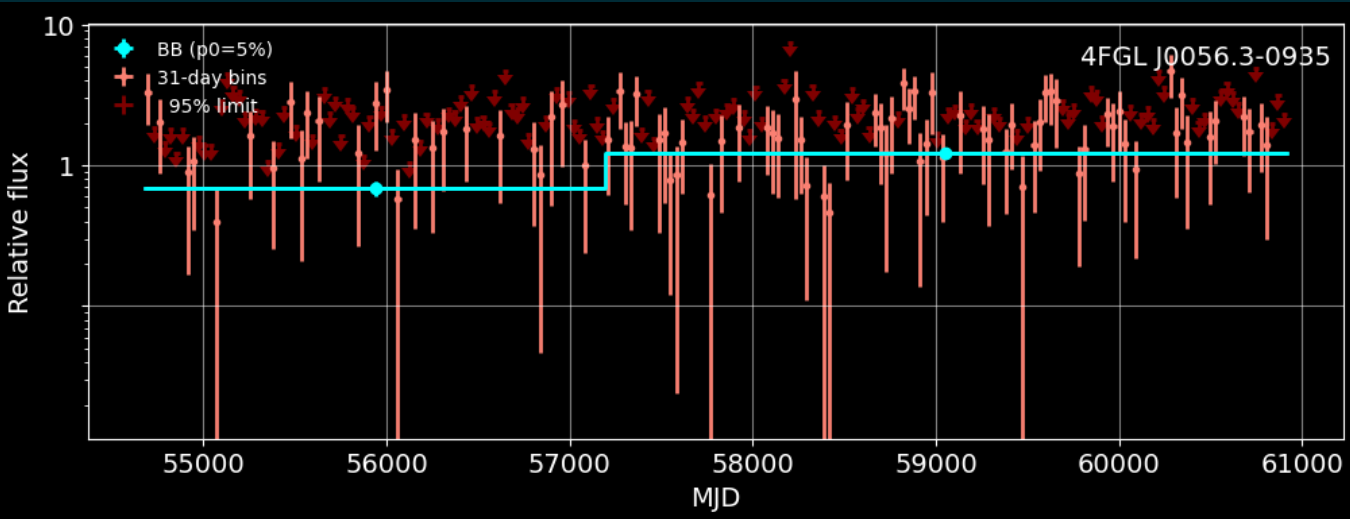 10
BB (p0=5%)
31-day bins
95% limit
4FGL J0056.3-0935
1
Relative flux
55000 56000 57000 58000 59000 60000 61000
MJD